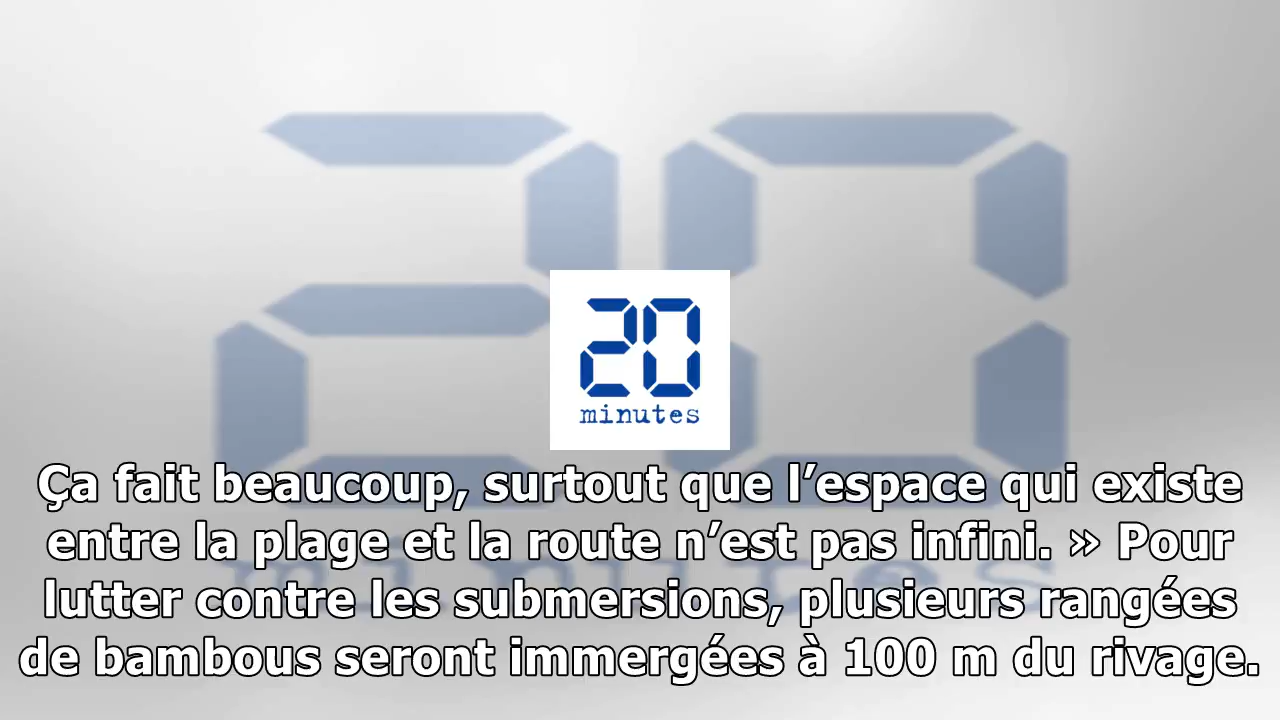 20
minutes
Ça fait beaucoup, surtout que l’espace qui existe
entre la plage et la route n’est pas infini. » Pour
lutter contre les submersions, plusieurs rangées
de bambous seront immergées à 100 m du rivage.